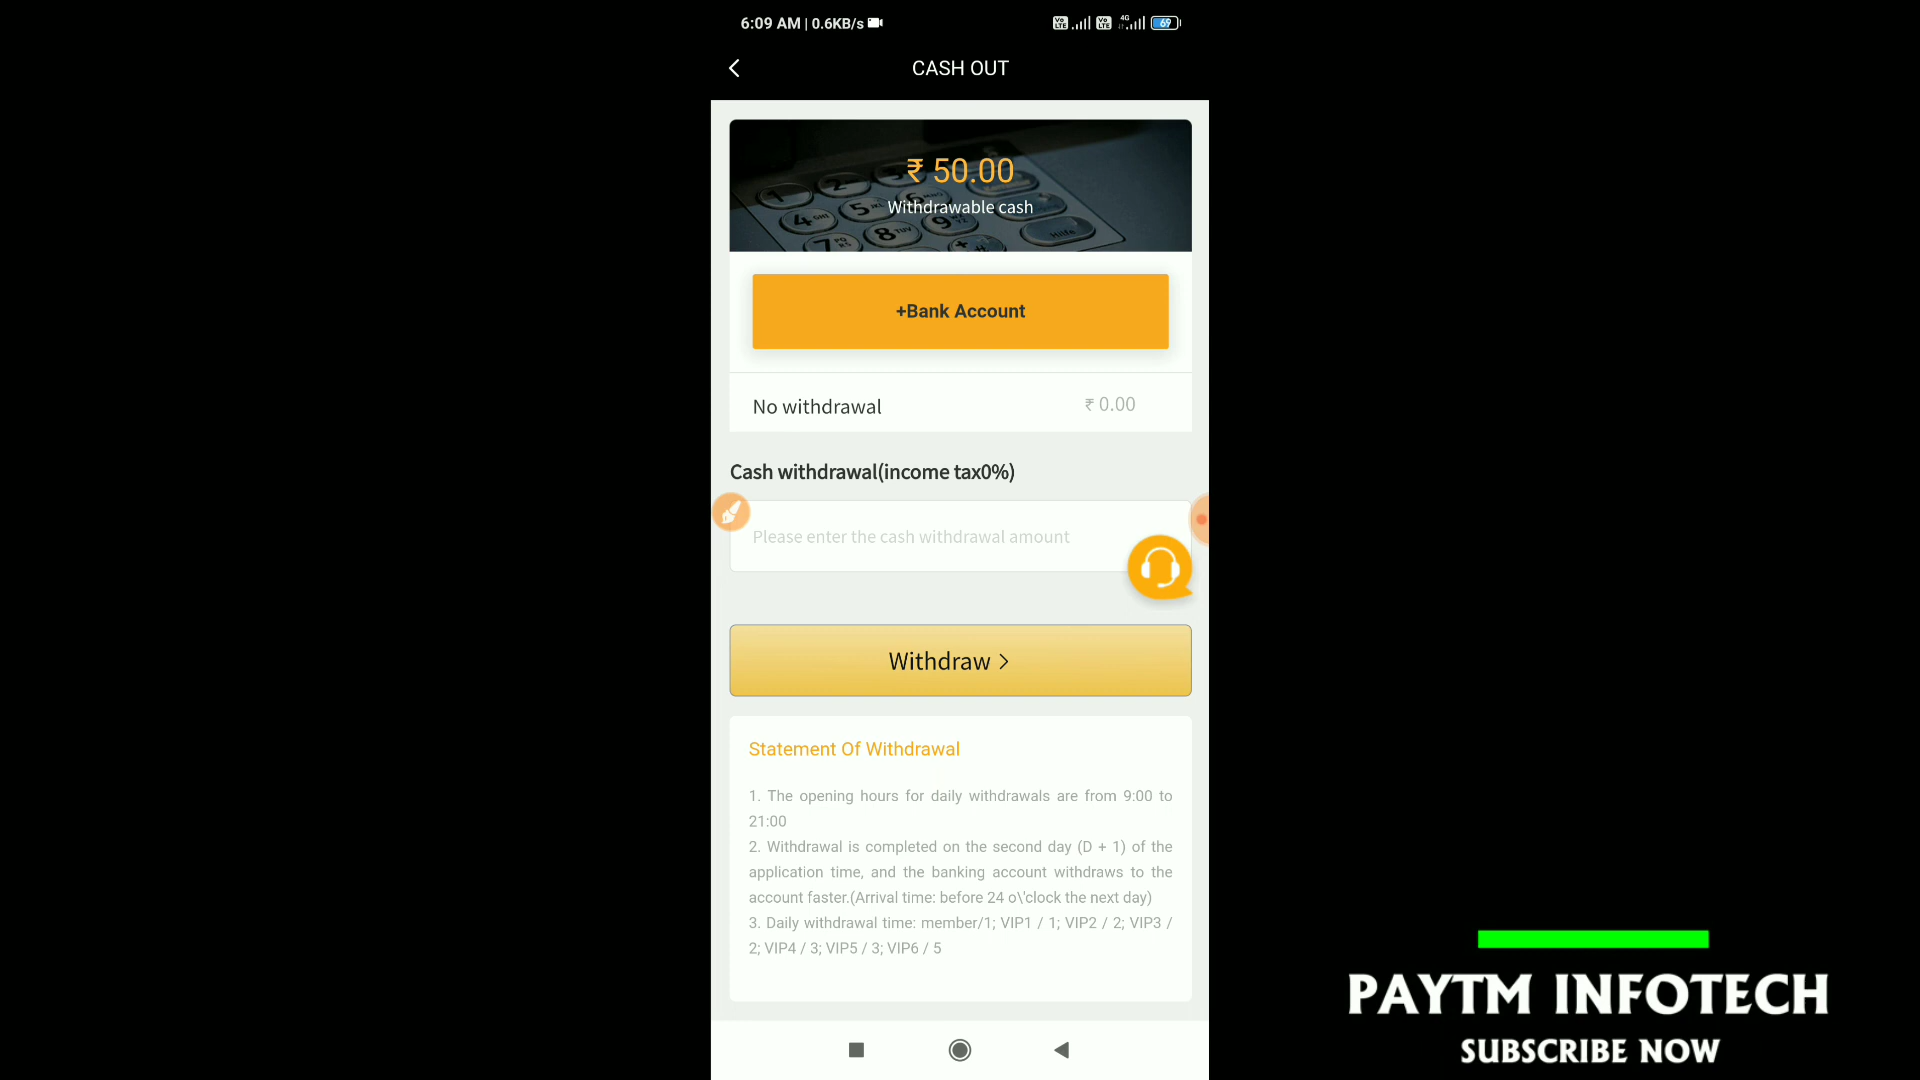 6:09 AM | 0.6KB/s
4G
69
CASH OUT
₹ 50.00
Withdrawable cash
+Bank Account
No withdrawal
₹ 0.00
Cash withdrawal(income tax0%)
Please enter the cash withdrawal amount
Withdraw >
Statement Of Withdrawal
1. The opening hours for daily withdrawals are from 9:00 to
21:00
2. Withdrawal is completed on the second day (D + 1) of the
application time, and the banking account withdraws to the
account faster.(Arrival time: before 24 o\'clock the next day)
3. Daily withdrawal time: member/1; VIP1 / 1; VIP2 / 2; VIP3 /
2; VIP4 / 3; VIP5 / 3; VIP6 / 5
PAYTM INFOTECH
SUBSCRIBE NOW